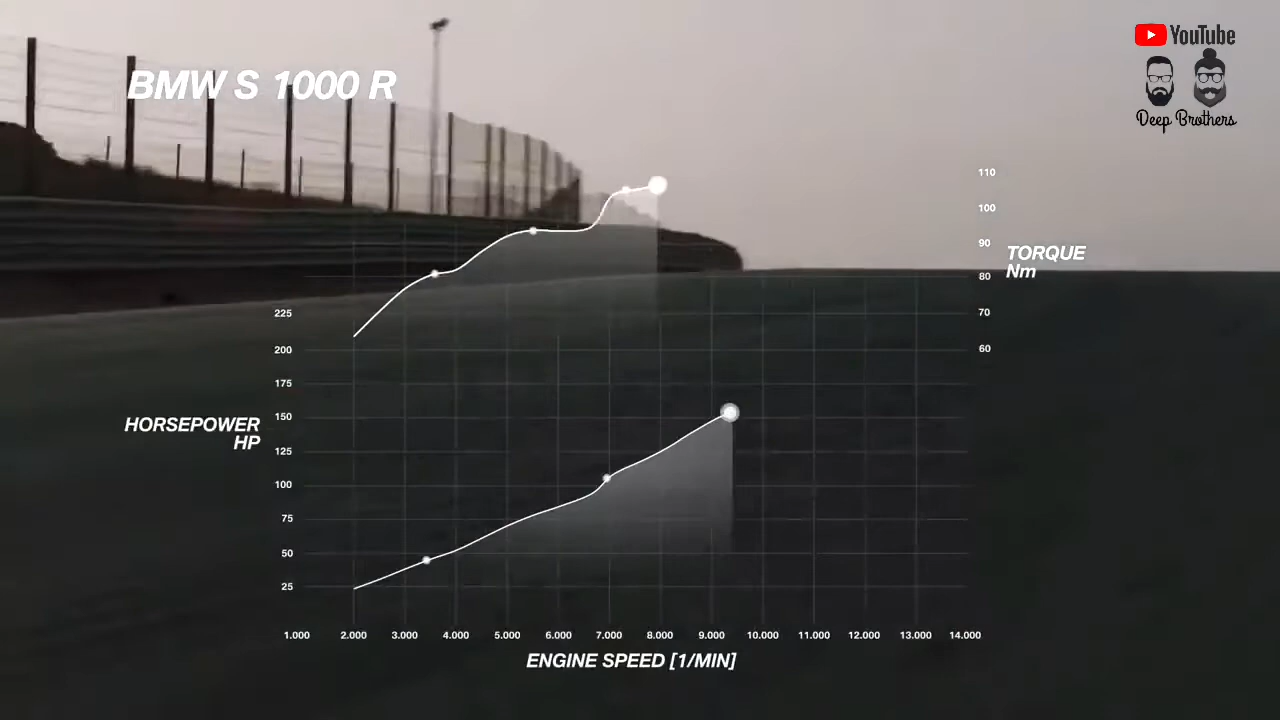 YouTube
BMW S 1000 R
Deep Brothers
110
100
90
TORQUE
Nm
80
70
60
225
200
175
150
HORSEPOWER
HP
125
100
75
50
25
1.000 2.000 3.000 4.000 5.000 6.000 7.000 8.000 9.000 10.000 11.000 12.000 13.000 14.000
ENGINE SPEED [1/MIN]